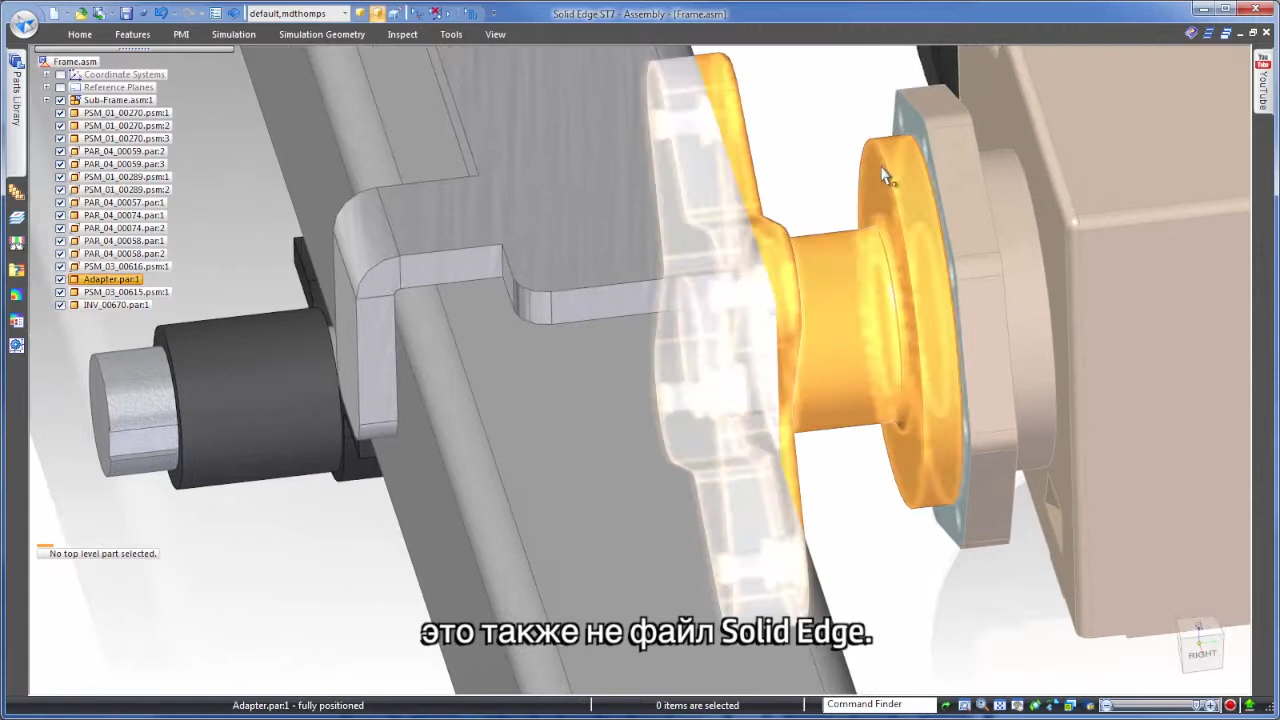 default,mdthomps
Solid Edge ST7 - Assembly - [Frame.asm]
Home Features PMI Simulation Simulation Geometry Inspect Tools View
Frame.asm
Coordinate Systems
Reference Planes
Sub-Frame.asm:1
PSM_01_00270.psm:1
PSM_01_00270.psm:2
PSM_01_00270.psm:3
PAR_04_00059.par:2
PAR_04_00059.par:3
PSM_01_00289.psm:1
PSM_01_00289.psm:2
PAR_04_00057.par:1
PAR_04_00074.par:1
PAR_04_00074.par:2
PAR_04_00058.par:1
PAR_04_00058.par:2
PSM_03_00616.psm:1
Adapter.par:1
PSM_03_00615.psm:1
INV_00670.par:1
Parts Library
You Tube
YouTube
No top level part selected.
это также не файл Solid Edge.
RIGHT
Adapter.par:1 - fully positioned
0 items are selected
Command Finder